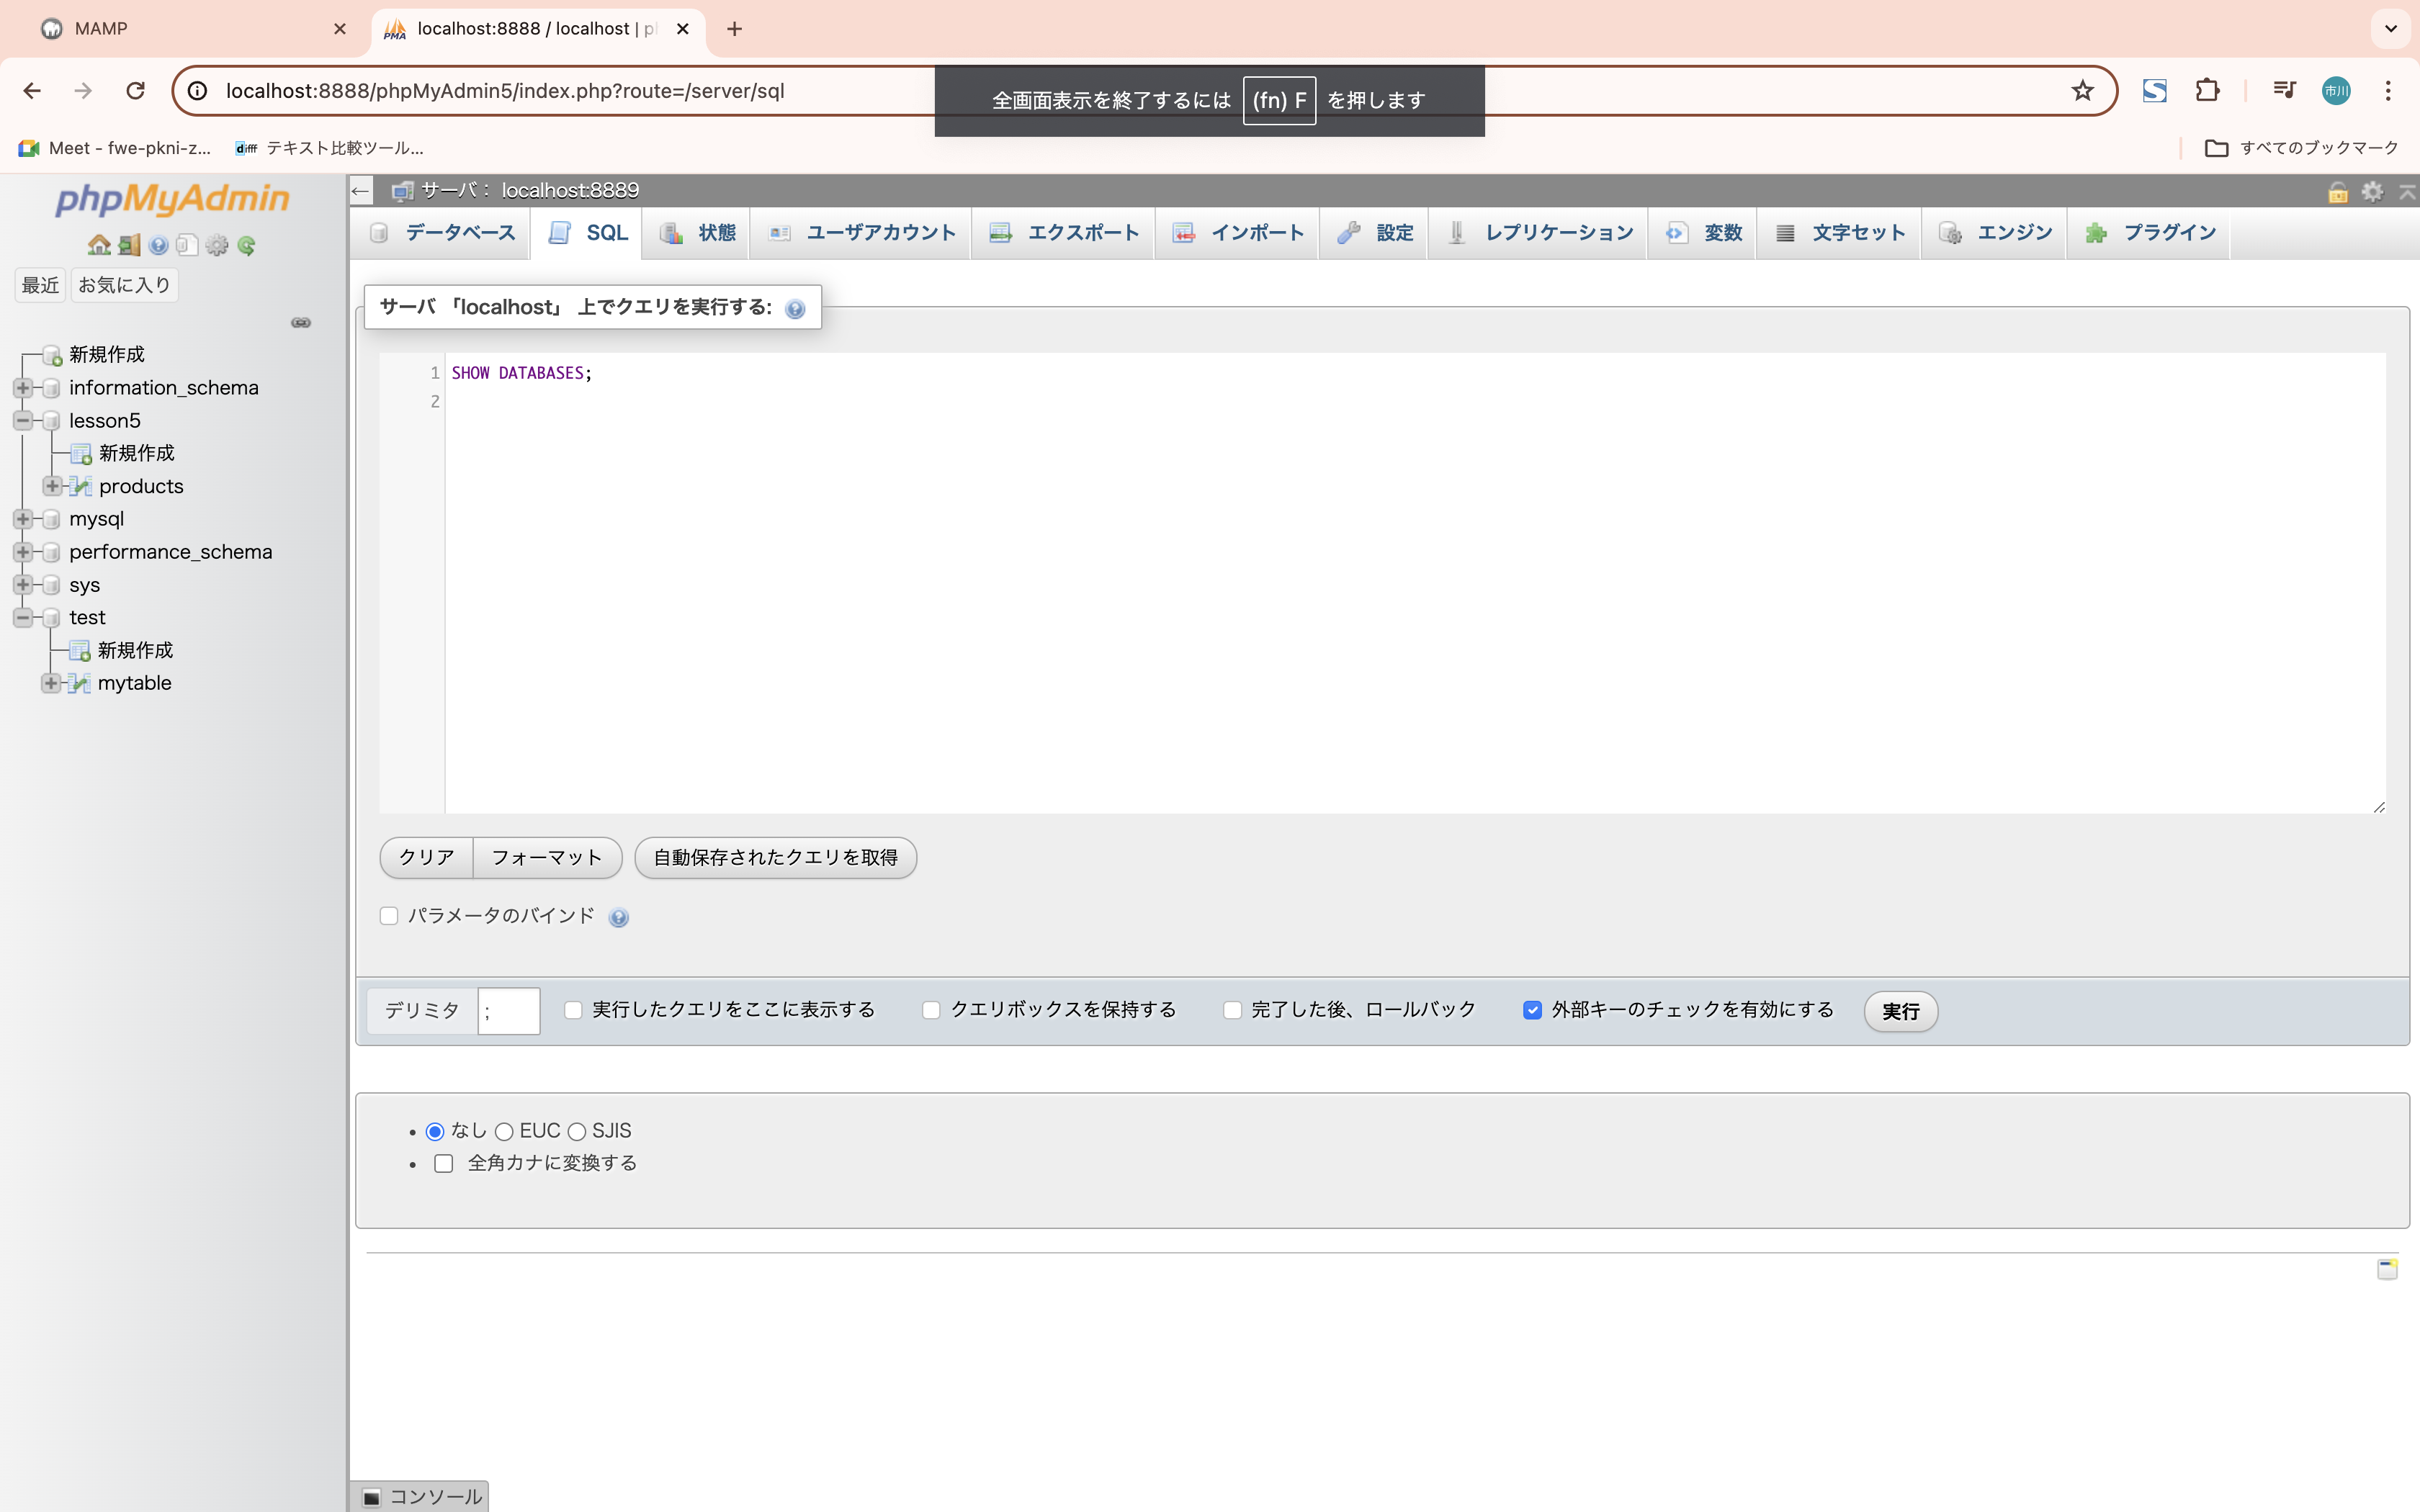 MAMP
localhost:8888 / localhost | p
localhost:8888/phpMyAdmin5/index.php?route=/server/sql
全画面表示を終了するには (fn) F を押します
市川
Meet - fwe-pkni-z...
diff テキスト比較ツール...
すべてのブックマーク
phpMyAdmin
最近 お気に入り
新規作成
information_schema
lesson5
新規作成
products
mysql
performance_schema
sys
test
新規作成
mytable
サーバ： localhost:8889
データベース SQL 状態 ユーザアカウント エクスポート インポート 設定 レプリケーション 変数 文字セット エンジン プラグイン
サーバ 「localhost」 上でクエリを実行する:
1 SHOW DATABASES;
2
クリア フォーマット 自動保存されたクエリを取得
パラメータのバインド
デリミタ ; 実行したクエリをここに表示する クエリボックスを保持する 完了した後、ロールバック 外部キーのチェックを有効にする 実行
なし EUC SJIS
全角カナに変換する
コンソール